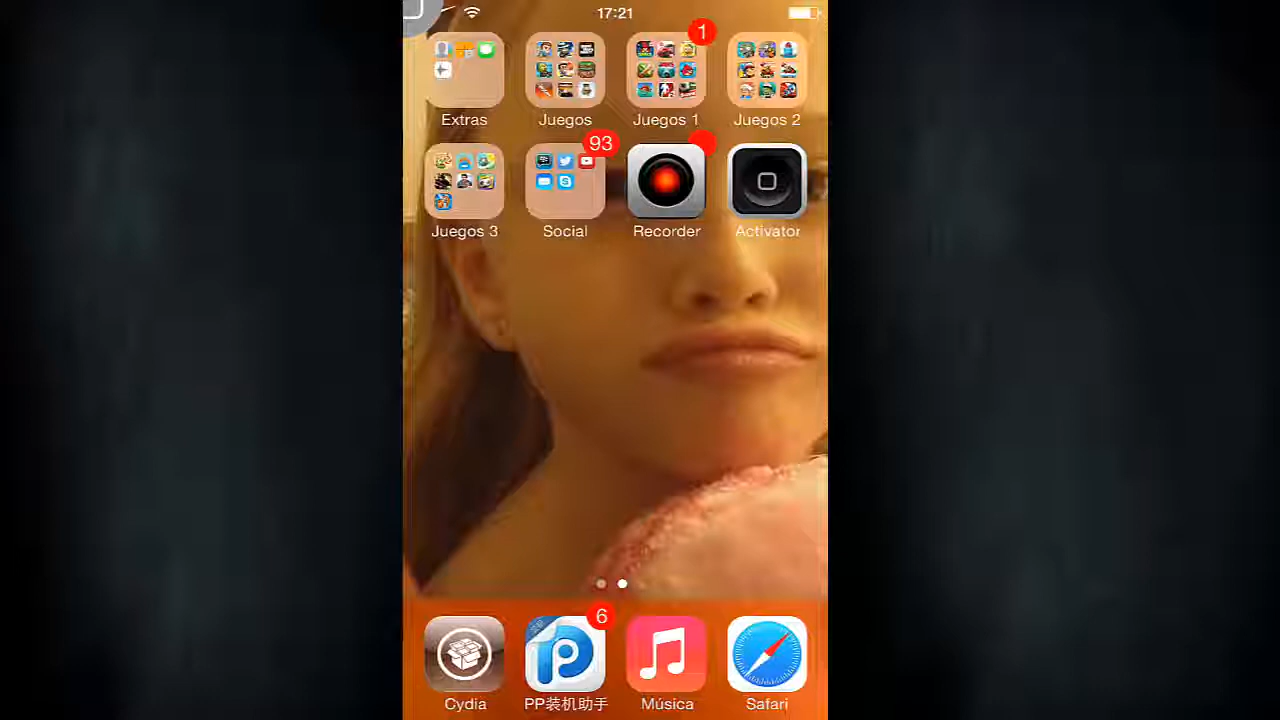 17:21
1
Extras
Juegos
Juegos 1
Juegos 2
93
Juegos 3
Social
Recorder
Activator
6
Cydia
PP装机助手
Música
Safari